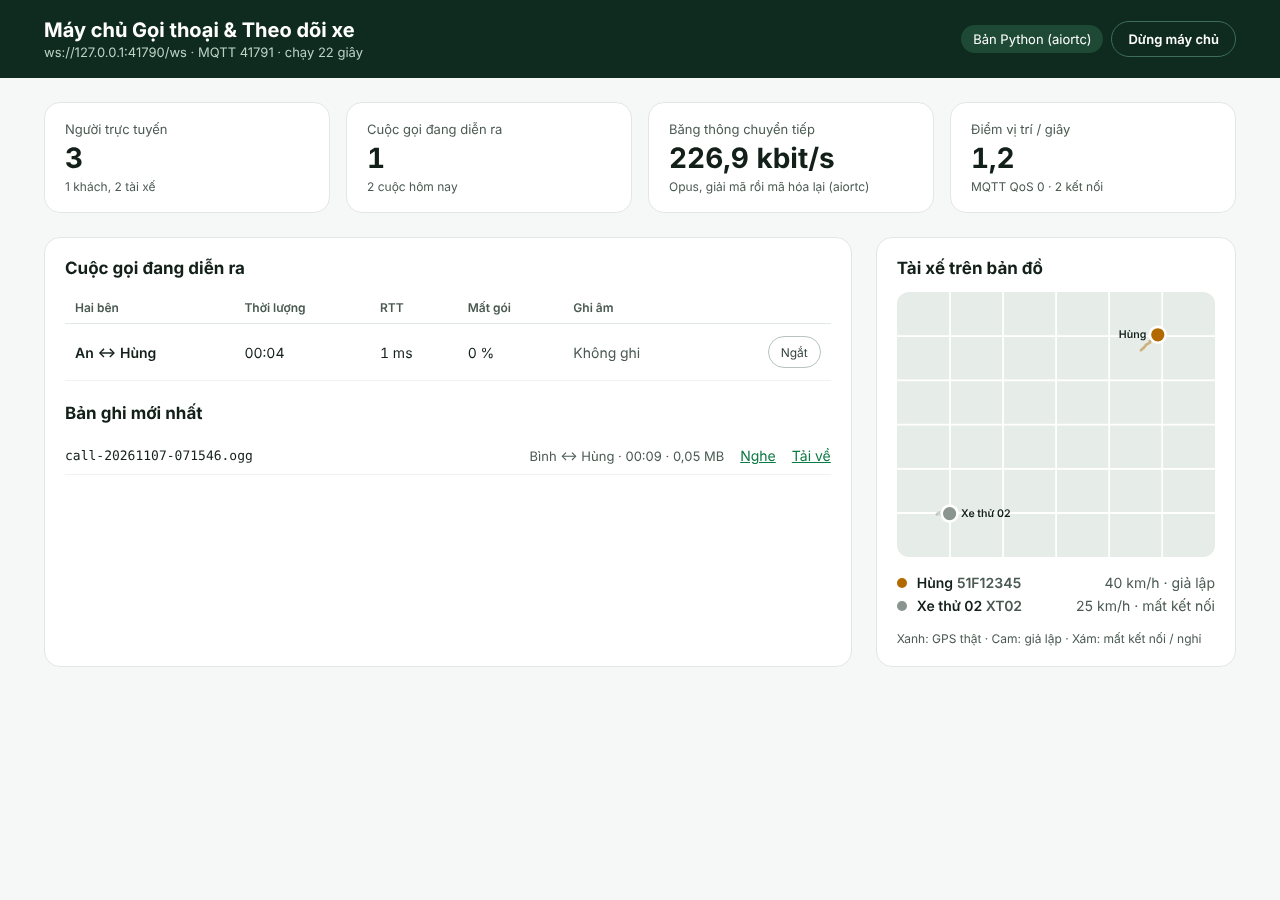 Máy chủ Gọi thoại & Theo dõi xe
ws://127.0.0.1:41790/ws · MQTT 41791 · chạy 22 giây
Bản Python (aiortc)
Dừng máy chủ
Người trực tuyến
3
1 khách, 2 tài xế
Cuộc gọi đang diễn ra
1
2 cuộc hôm nay
Băng thông chuyển tiếp
226,9 kbit/s
Opus, giải mã rồi mã hóa lại (aiortc)
Điểm vị trí / giây
1,2
MQTT QoS 0 · 2 kết nối
Cuộc gọi đang diễn ra
Hai bên Thời lượng RTT Mất gói Ghi âm
An ↔ Hùng 00:04 1 ms 0 % Không ghi Ngắt
Bản ghi mới nhất
call-20261107-071546.ogg Bình ↔ Hùng · 00:09 · 0,05 MB Nghe Tải về
Tài xế trên bản đồ
Hùng
Xe thử 02
Hùng 51F12345 40 km/h · giả lập
Xe thử 02 XT02 25 km/h · mất kết nối
Xanh: GPS thật · Cam: giả lập · Xám: mất kết nối / nghỉ